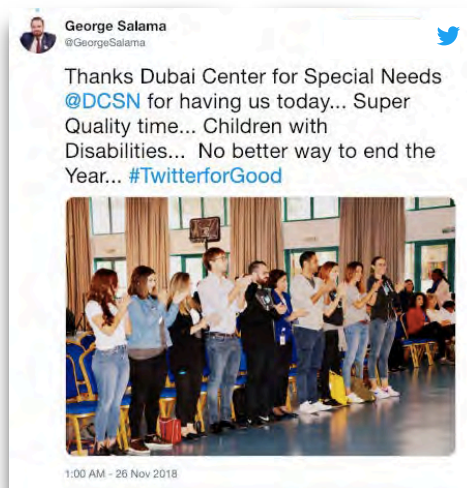 George Salama
@GeorgeSalama
Thanks Dubai Center for Special Needs
@DCSN for having us today... Super
Quality time... Children with
Disabilities... No better way to end the
Year... #TwitterforGood
1:00 AM - 26 Nov 2018